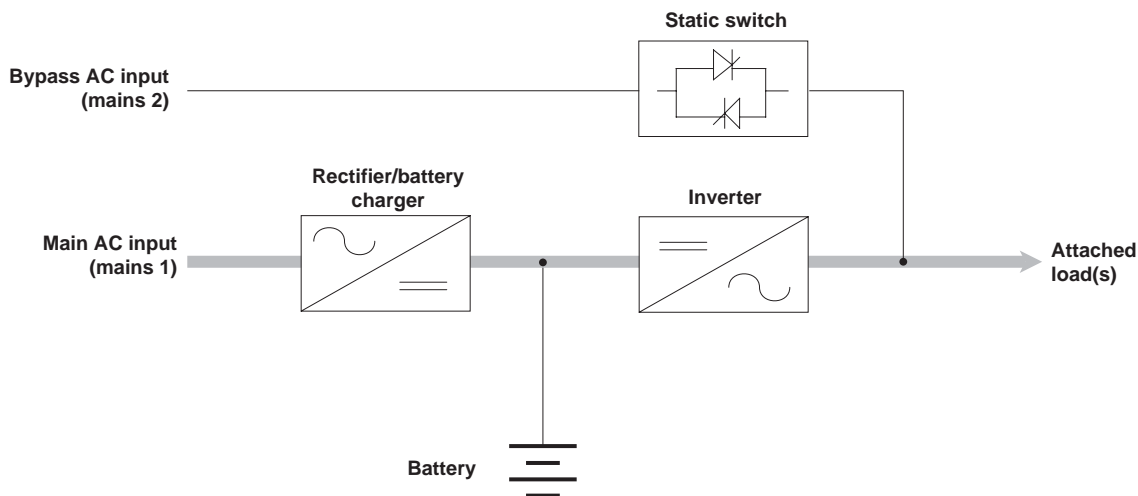 Static switch
Bypass AC input
(mains 2)
Rectifier/battery
charger
Inverter
Main AC input
(mains 1)
Attached
load(s)
Battery